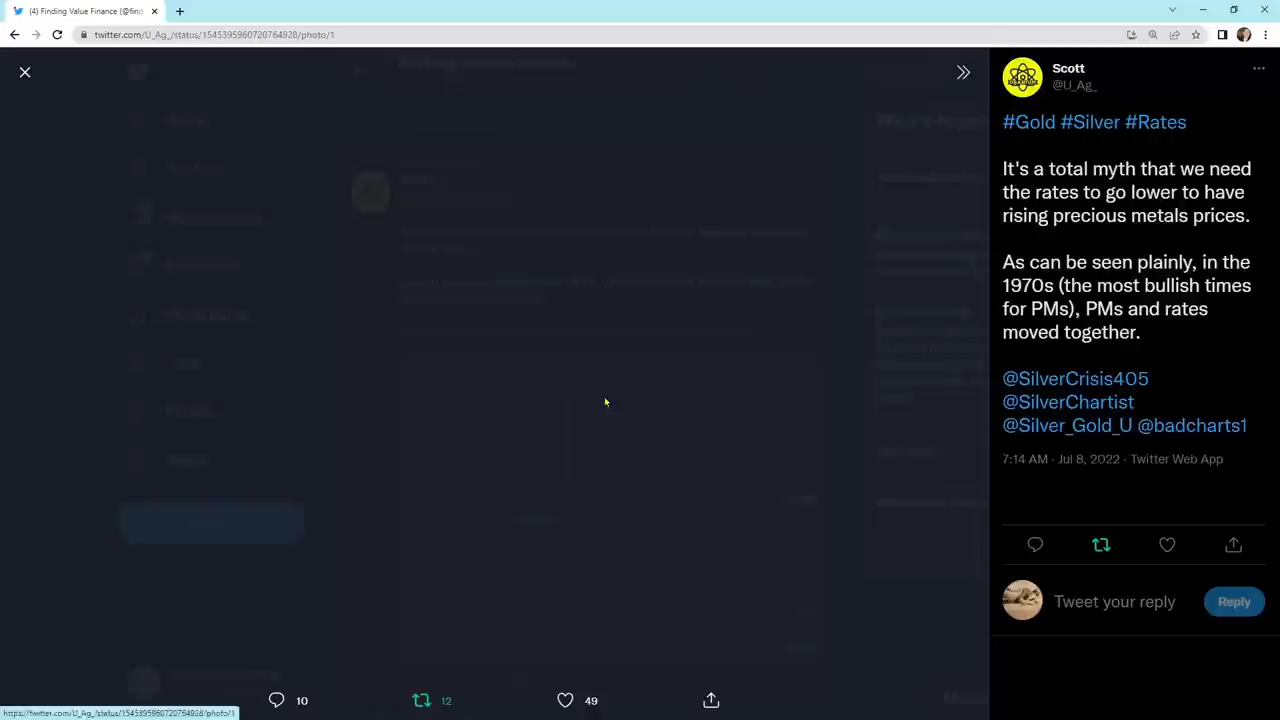 (4) Finding Value Finance (@find
twitter.com/U_Ag_/status/1545395960720764928/photo/1
Scott
@U_Ag_
#Gold #Silver #Rates
It's a total myth that we need
the rates to go lower to have
rising precious metals prices.
As can be seen plainly, in the
1970s (the most bullish times
for PMs), PMs and rates
moved together.
@SilverCrisis405
@SilverChartist
@Silver_Gold_U @badcharts1
7:14 AM · Jul 8, 2022 · Twitter Web App
Tweet your reply
Reply
10
12
49
https://twitter.com/U_Ag_/status/1545395960720764928/photo/1